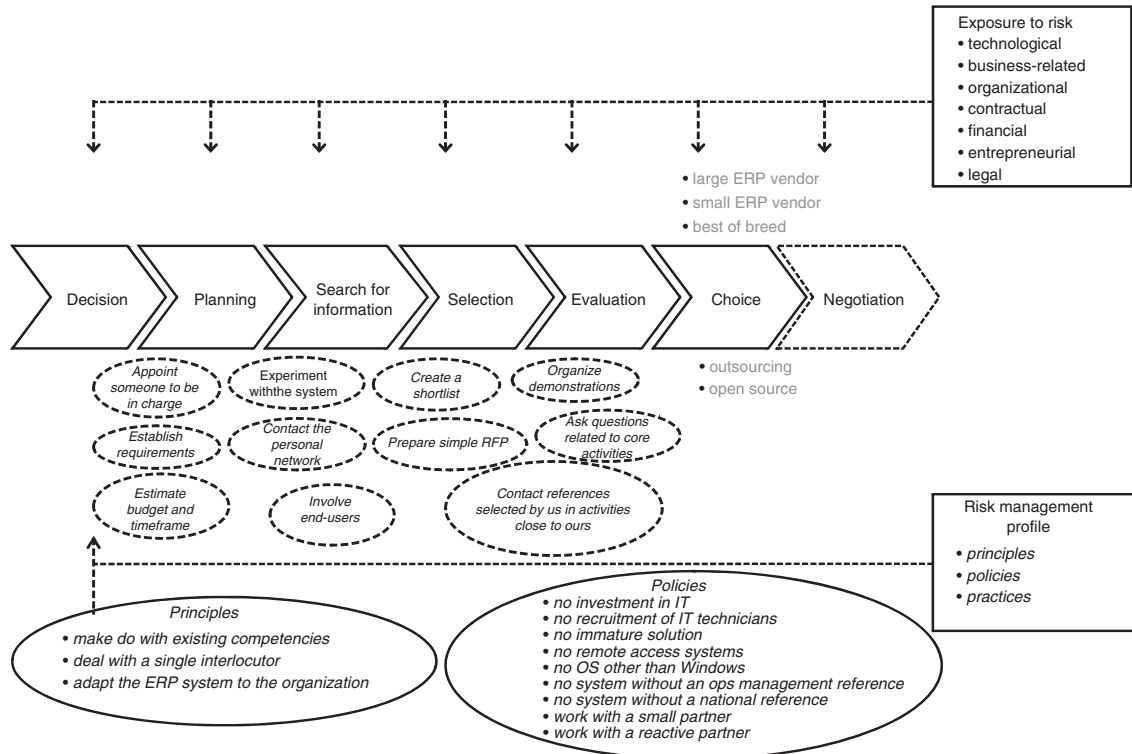 Exposure to risk
• technological
• business-related
• organizational
• contractual
• financial
• entrepreneurial
• legal
• large ERP vendor
• small ERP vendor
• best of breed
Decision
Planning
Search for
information
Selection
Evaluation
Choice
Negotiation
• outsourcing
• open source
Appoint
someone to be
in charge
Experiment
withthe system
Create a
shortlist
Organize
demonstrations
Establish
requirements
Contact the
personal
network
Prepare simple RFP
Ask questions
related to core
activities
Estimate
budget and
timeframe
Involve
end-users
Contact references
selected by us in activities
close to ours
Risk management
profile
• principles
• policies
• practices
Principles
• make do with existing competencies
• deal with a single interlocutor
• adapt the ERP system to the organization
Policies
• no investment in IT
• no recruitment of IT technicians
• no immature solution
• no remote access systems
• no OS other than Windows
• no system without an ops management reference
• no system without a national reference
• work with a small partner
• work with a reactive partner